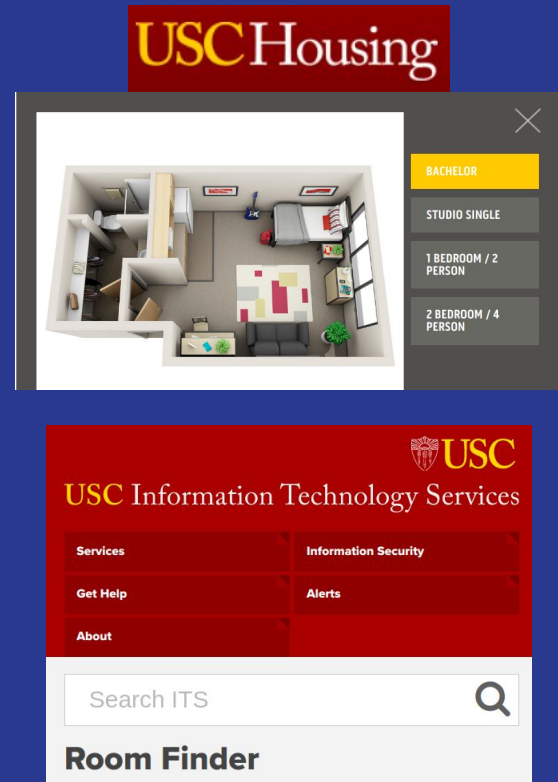 USC Housing
BACHELOR
STUDIO SINGLE
1 BEDROOM / 2
PERSON
2 BEDROOM / 4
PERSON
USC
USC Information Technology Services
Services
Information Security
Get Help
Alerts
About
Search ITS
Room Finder